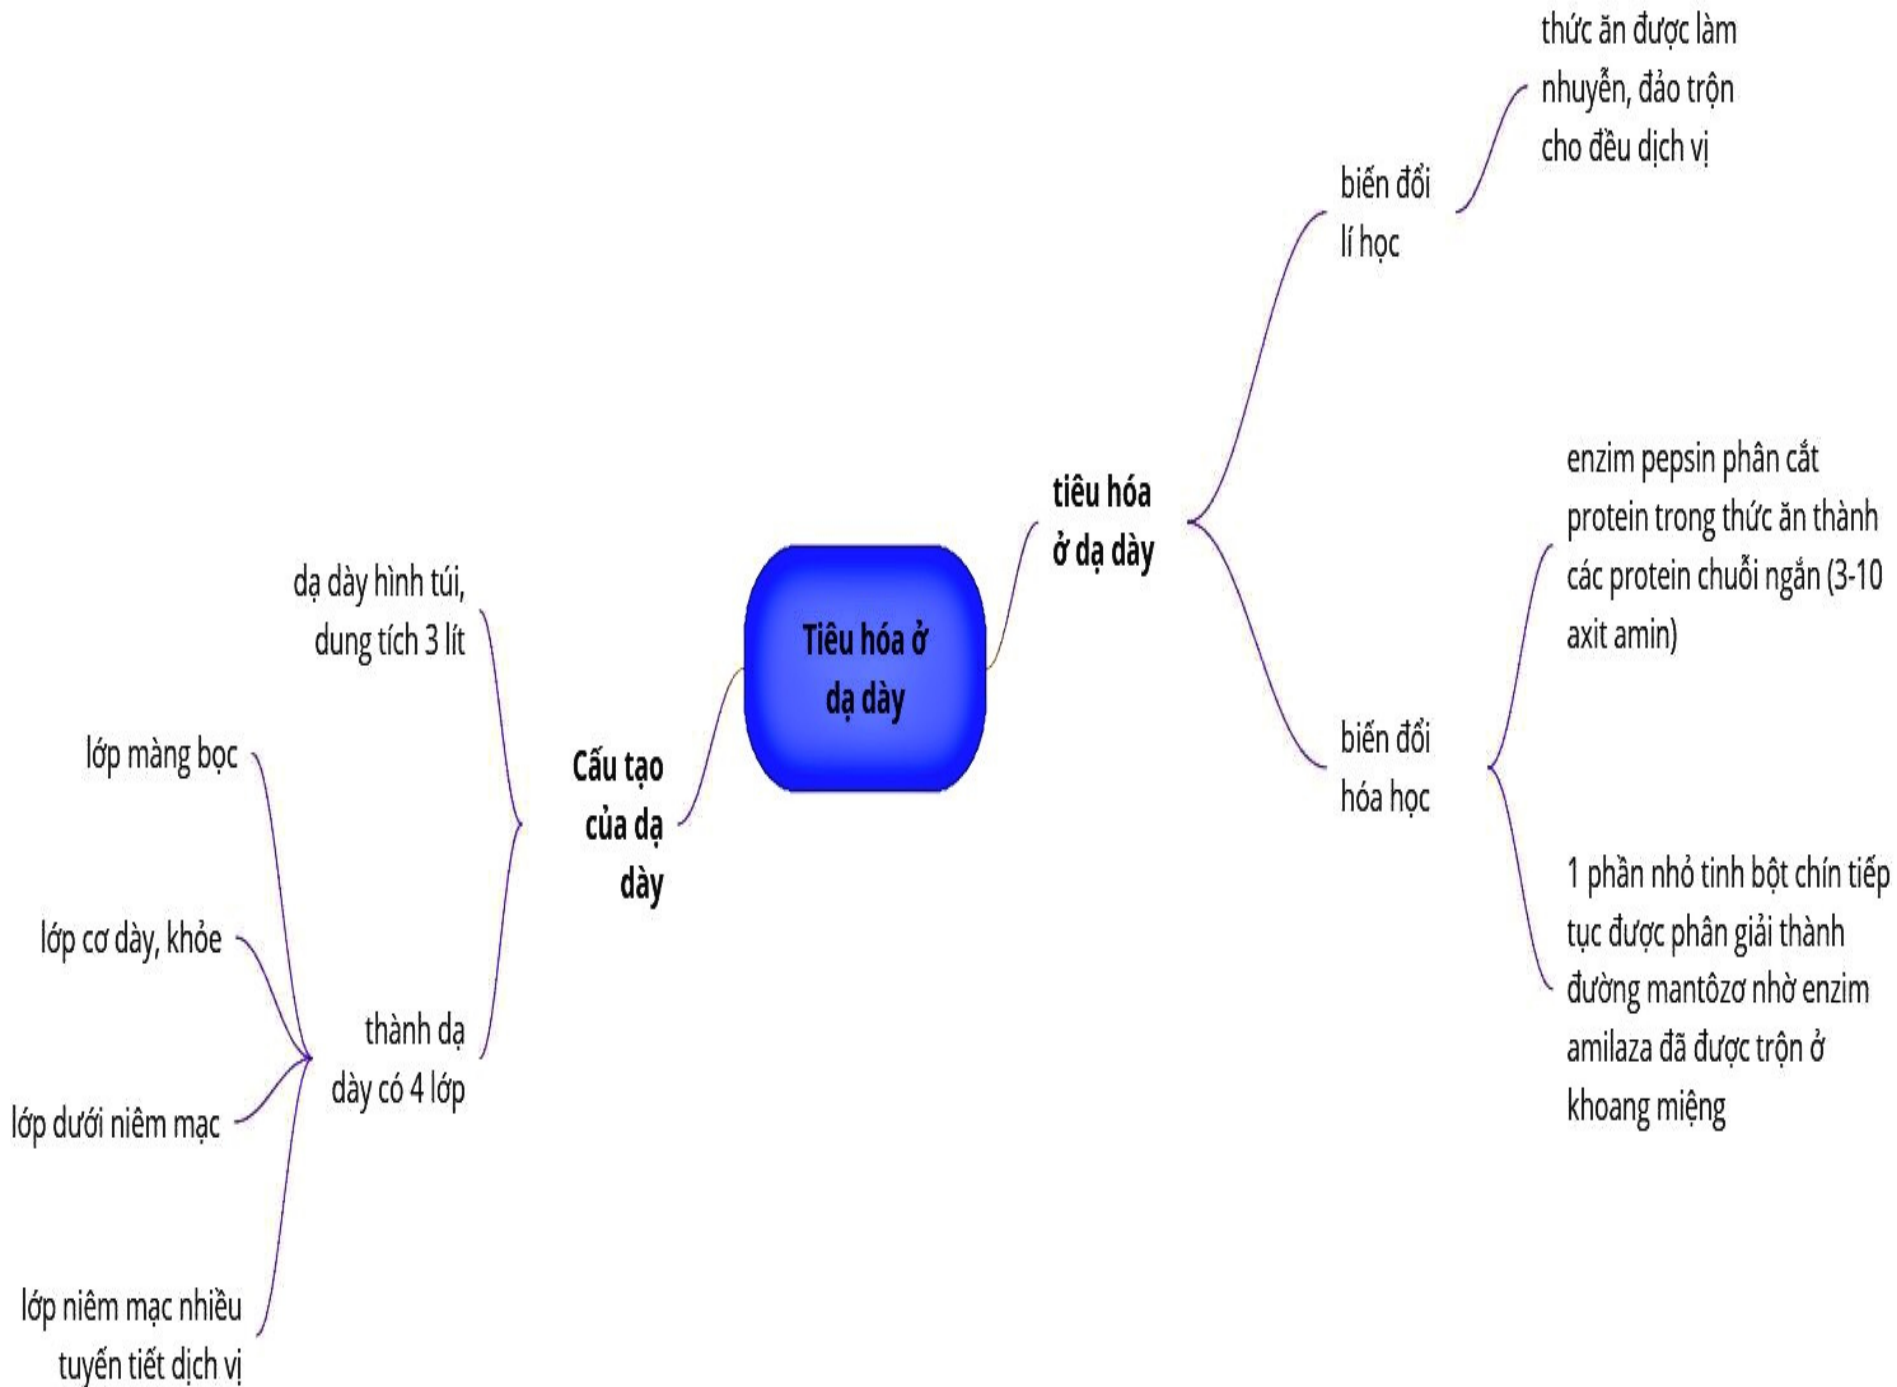 Tiêu hóa ở
dạ dày
tiêu hóa
ở dạ dày
biến đổi
lí học
thức ăn được làm
nhuyễn, đảo trộn
cho đều dịch vị
biến đổi
hóa học
enzim pepsin phân cắt
protein trong thức ăn thành
các protein chuỗi ngắn (3-10
axit amin)
1 phần nhỏ tinh bột chín tiếp
tục được phân giải thành
đường mantôzơ nhờ enzim
amilaza đã được trộn ở
khoang miệng
Cấu tạo
của dạ
dày
dạ dày hình túi,
dung tích 3 lít
thành dạ
dày có 4 lớp
lớp màng bọc
lớp cơ dày, khỏe
lớp dưới niêm mạc
lớp niêm mạc nhiều
tuyến tiết dịch vị